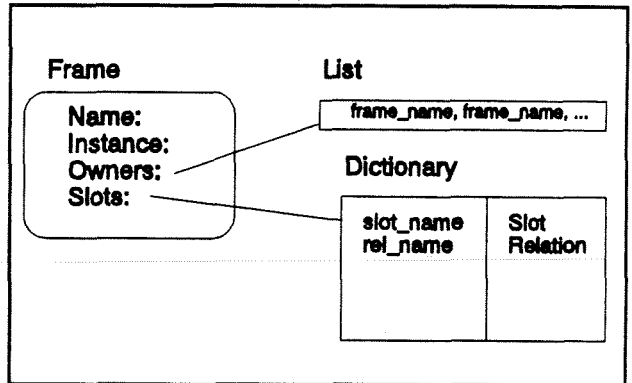 Frame
Name:
Instance:
Owners:
Slots:
List
frame_name, frame_name, ...
Dictionary
slot_name Slot
rel_name Relation